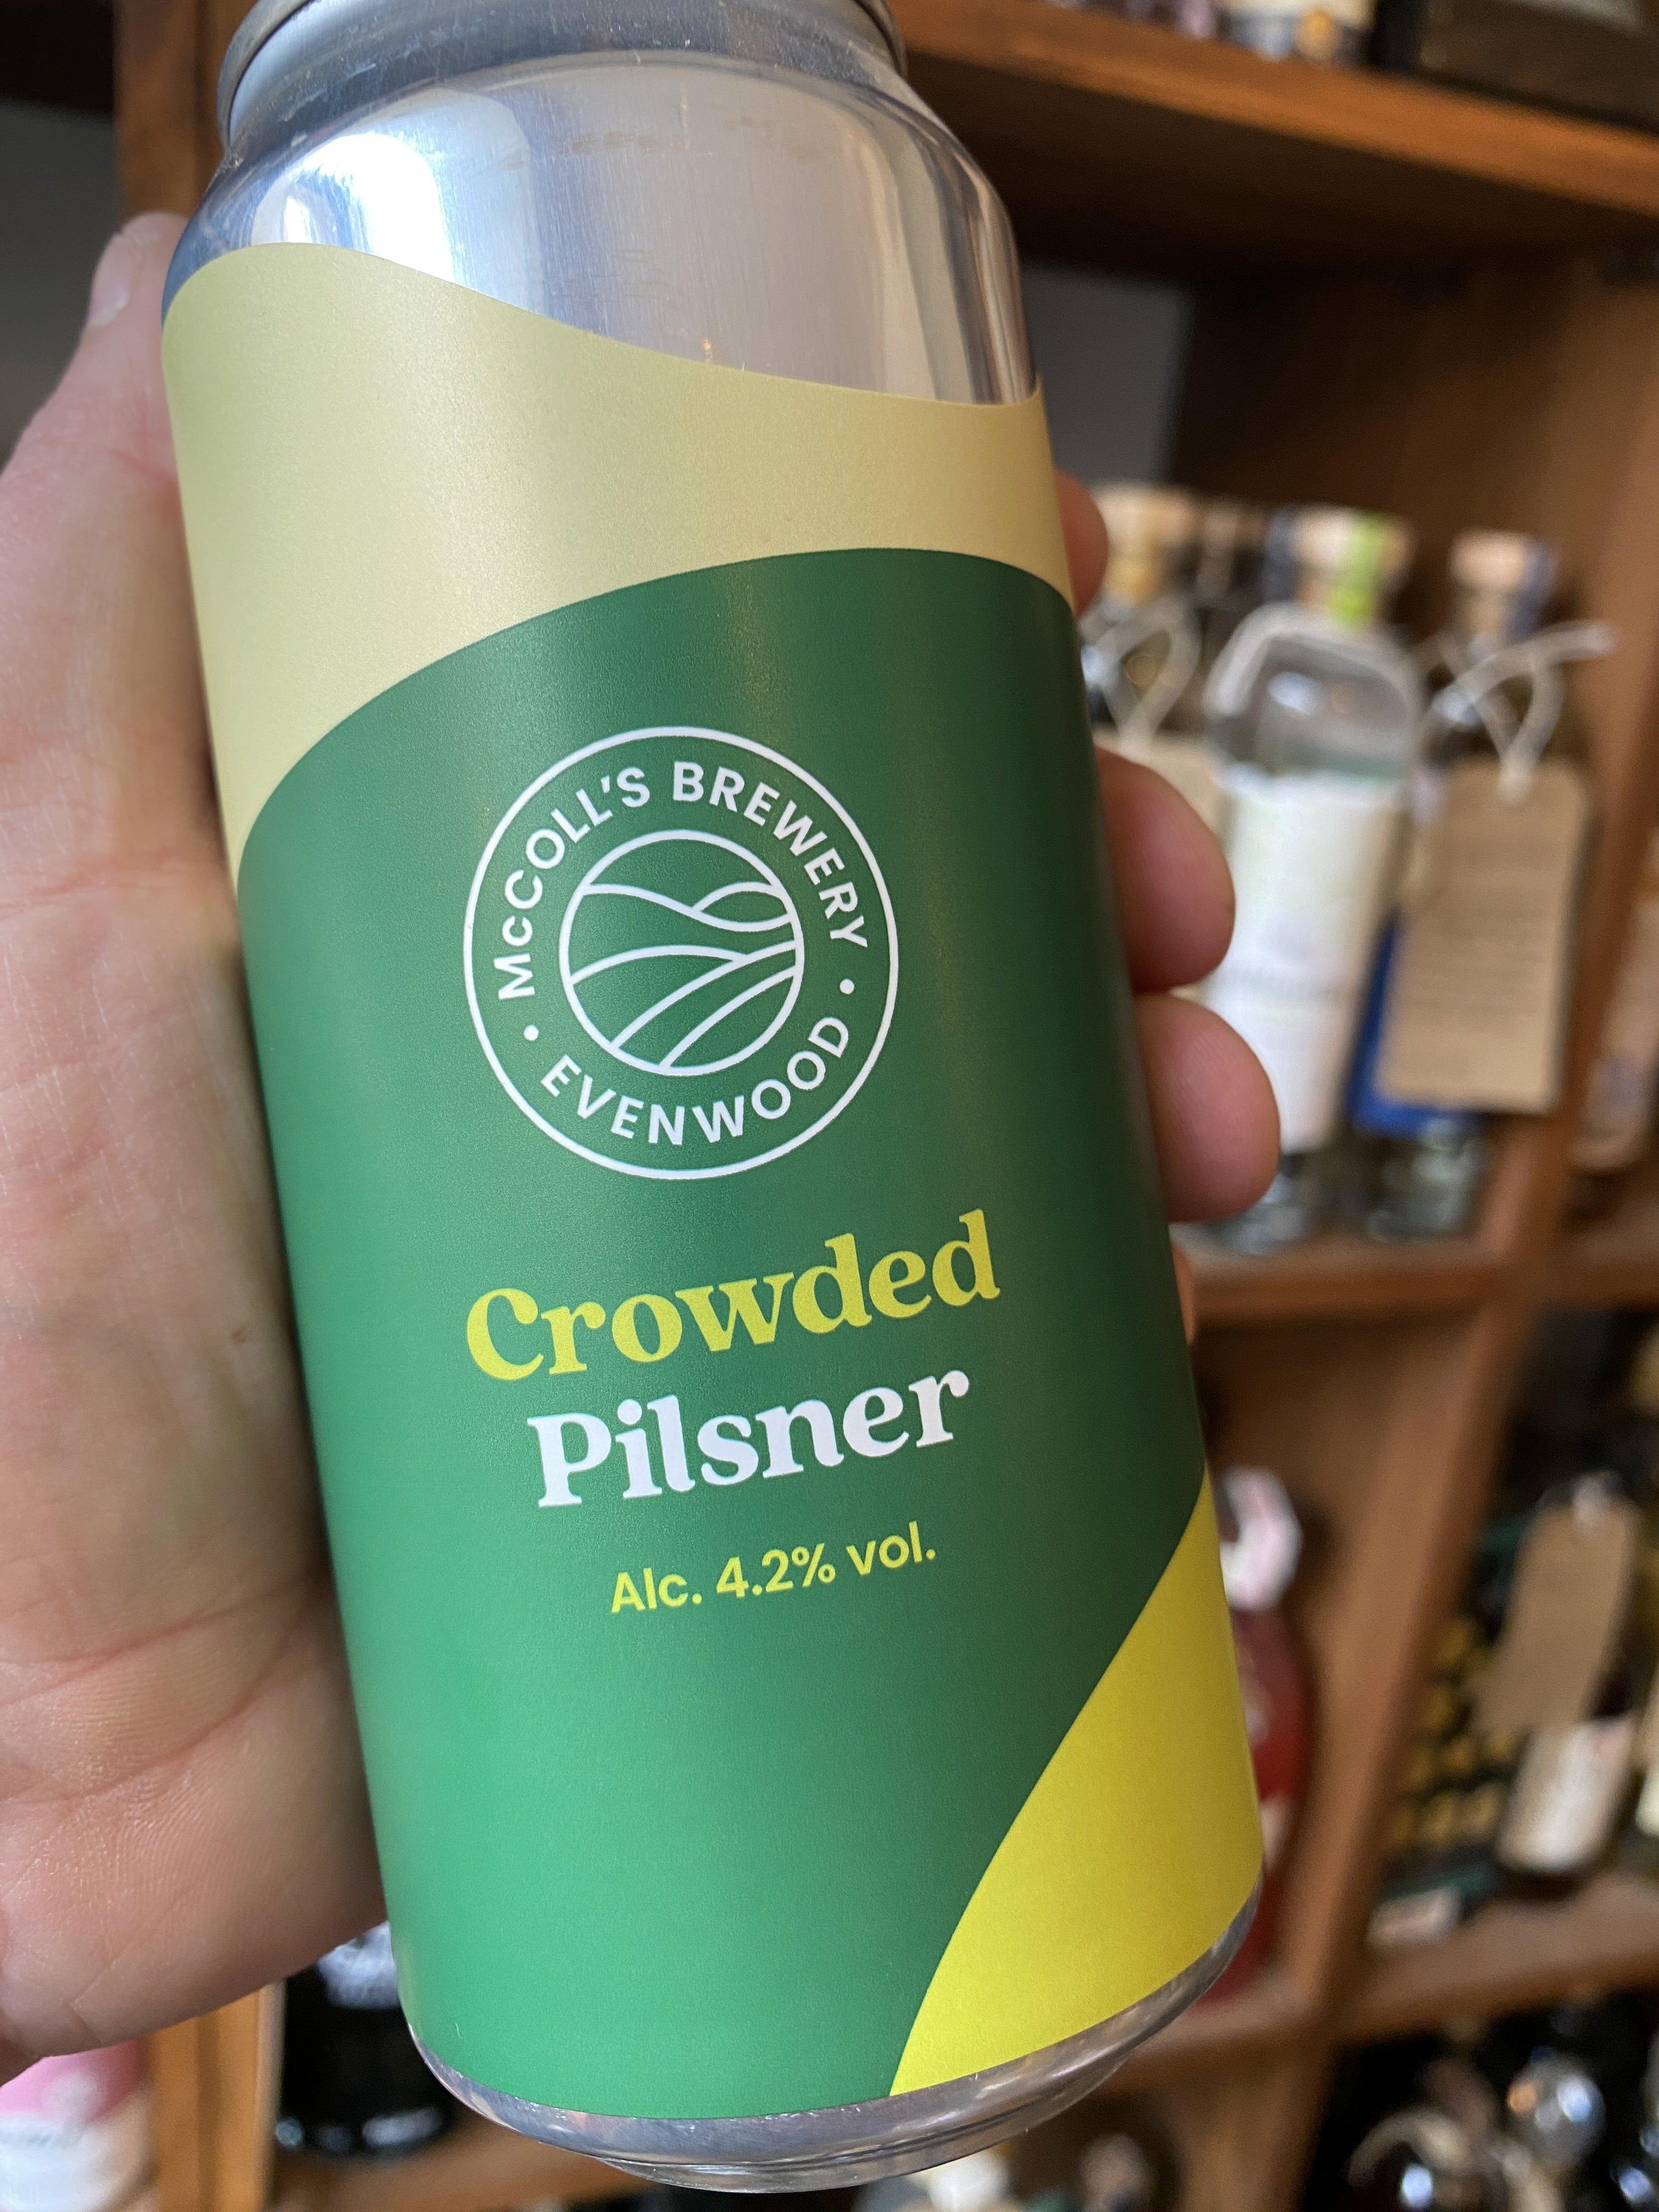 McCOLL'S BREWERY
• EVENWOOD •
Crowded
Pilsner
Alc. 4.2% vol.